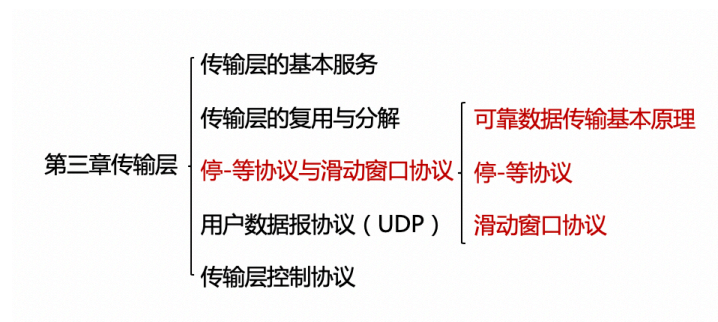 第三章传输层
传输层的基本服务
传输层的复用与分解
停-等协议与滑动窗口协议
用户数据报协议（UDP）
传输层控制协议
可靠数据传输基本原理
停-等协议
滑动窗口协议